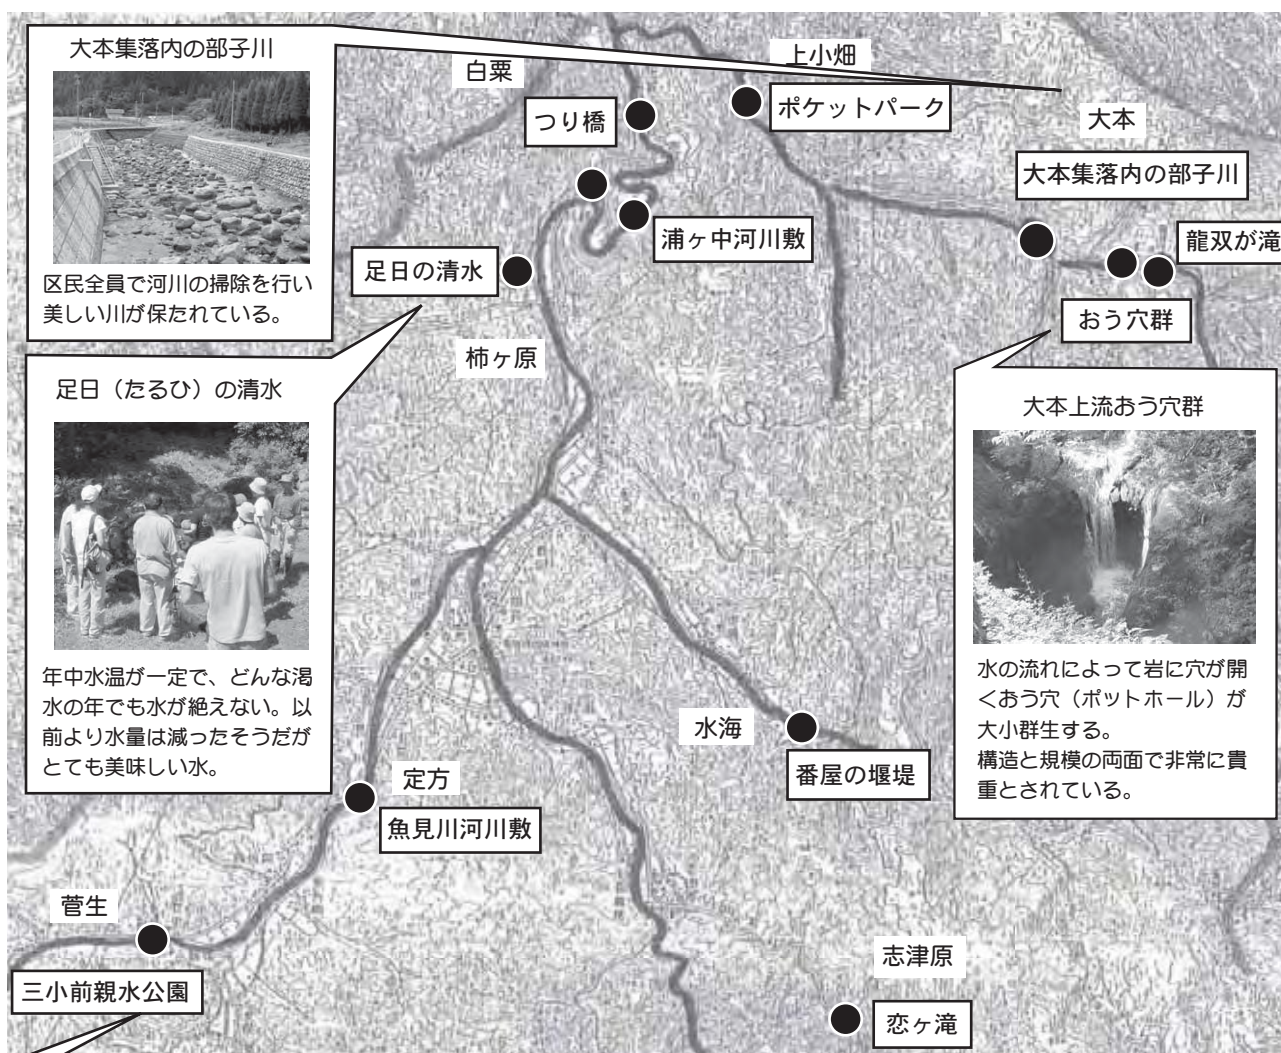 大本集落内の部子川
区民全員で河川の掃除を行い
美しい川が保たれている。
足日（たるひ）の清水
年中水温が一定で、どんな渇
水の年でも水が絶えない。以
前より水量は減ったそうだが
とても美味しい水。
白粟
上小畑
つり橋
ポケットパーク
大本
大本集落内の部子川
浦ヶ中河川敷
龍双が滝
足日の清水
おう穴群
柿ヶ原
大本上流おう穴群
水の流れによって岩に穴が開
くおう穴（ポットホール）が
大小群生する。
構造と規模の両面で非常に貴
重とされている。
水海
番屋の堰堤
定方
魚見川河川敷
菅生
三小前親水公園
志津原
恋ヶ滝